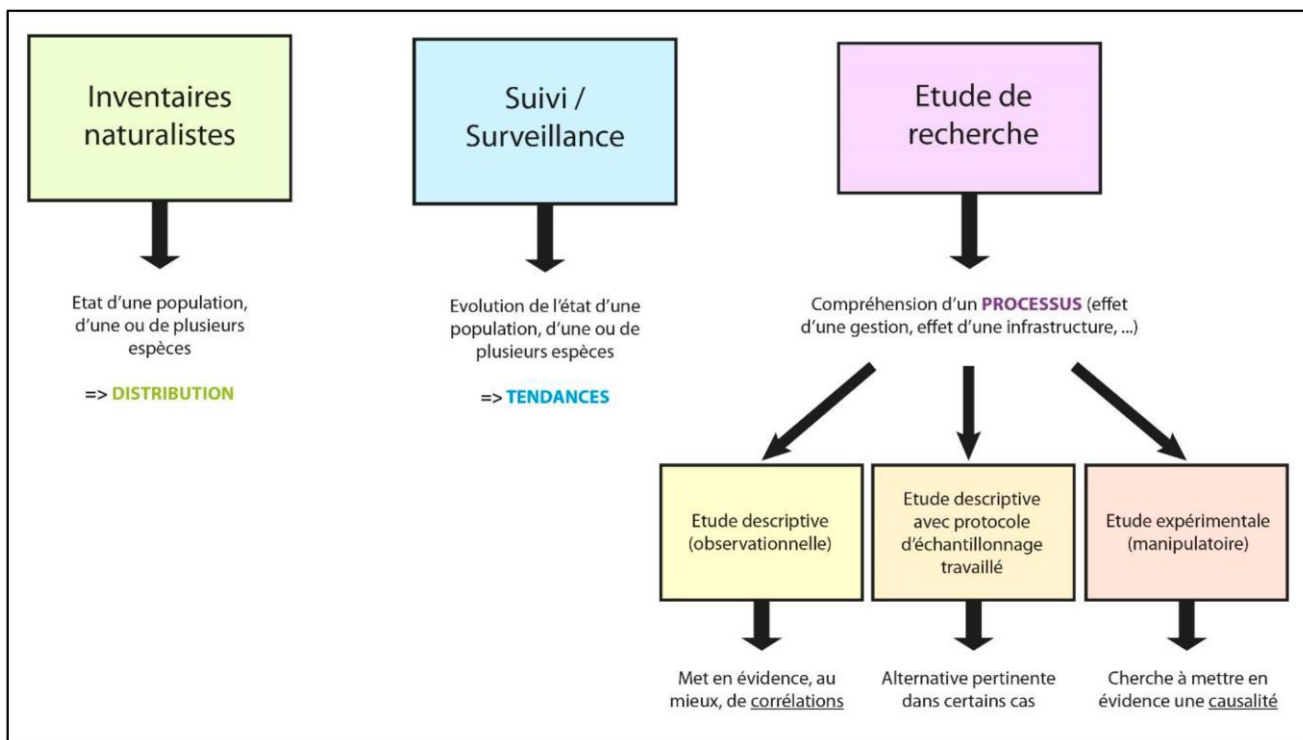 Inventaires
naturalistes
Suivi /
Surveillance
Etude de
recherche
Etat d'une population,
d'une ou de plusieurs
espèces
=> DISTRIBUTION
Evolution de l'état d'une
population, d'une ou de
plusieurs espèces
=> TENDANCES
Compréhension d'un PROCESSUS (effet
d'une gestion, effet d'une infrastructure, ...)
Etude descriptive
(observationnelle)
Etude descriptive
avec protocole
d'échantillonnage
travaillé
Etude expérimentale
(manipulatoire)
Met en évidence, au
mieux, de corrélations
Alternative pertinente
dans certains cas
Cherche à mettre en
évidence une causalité